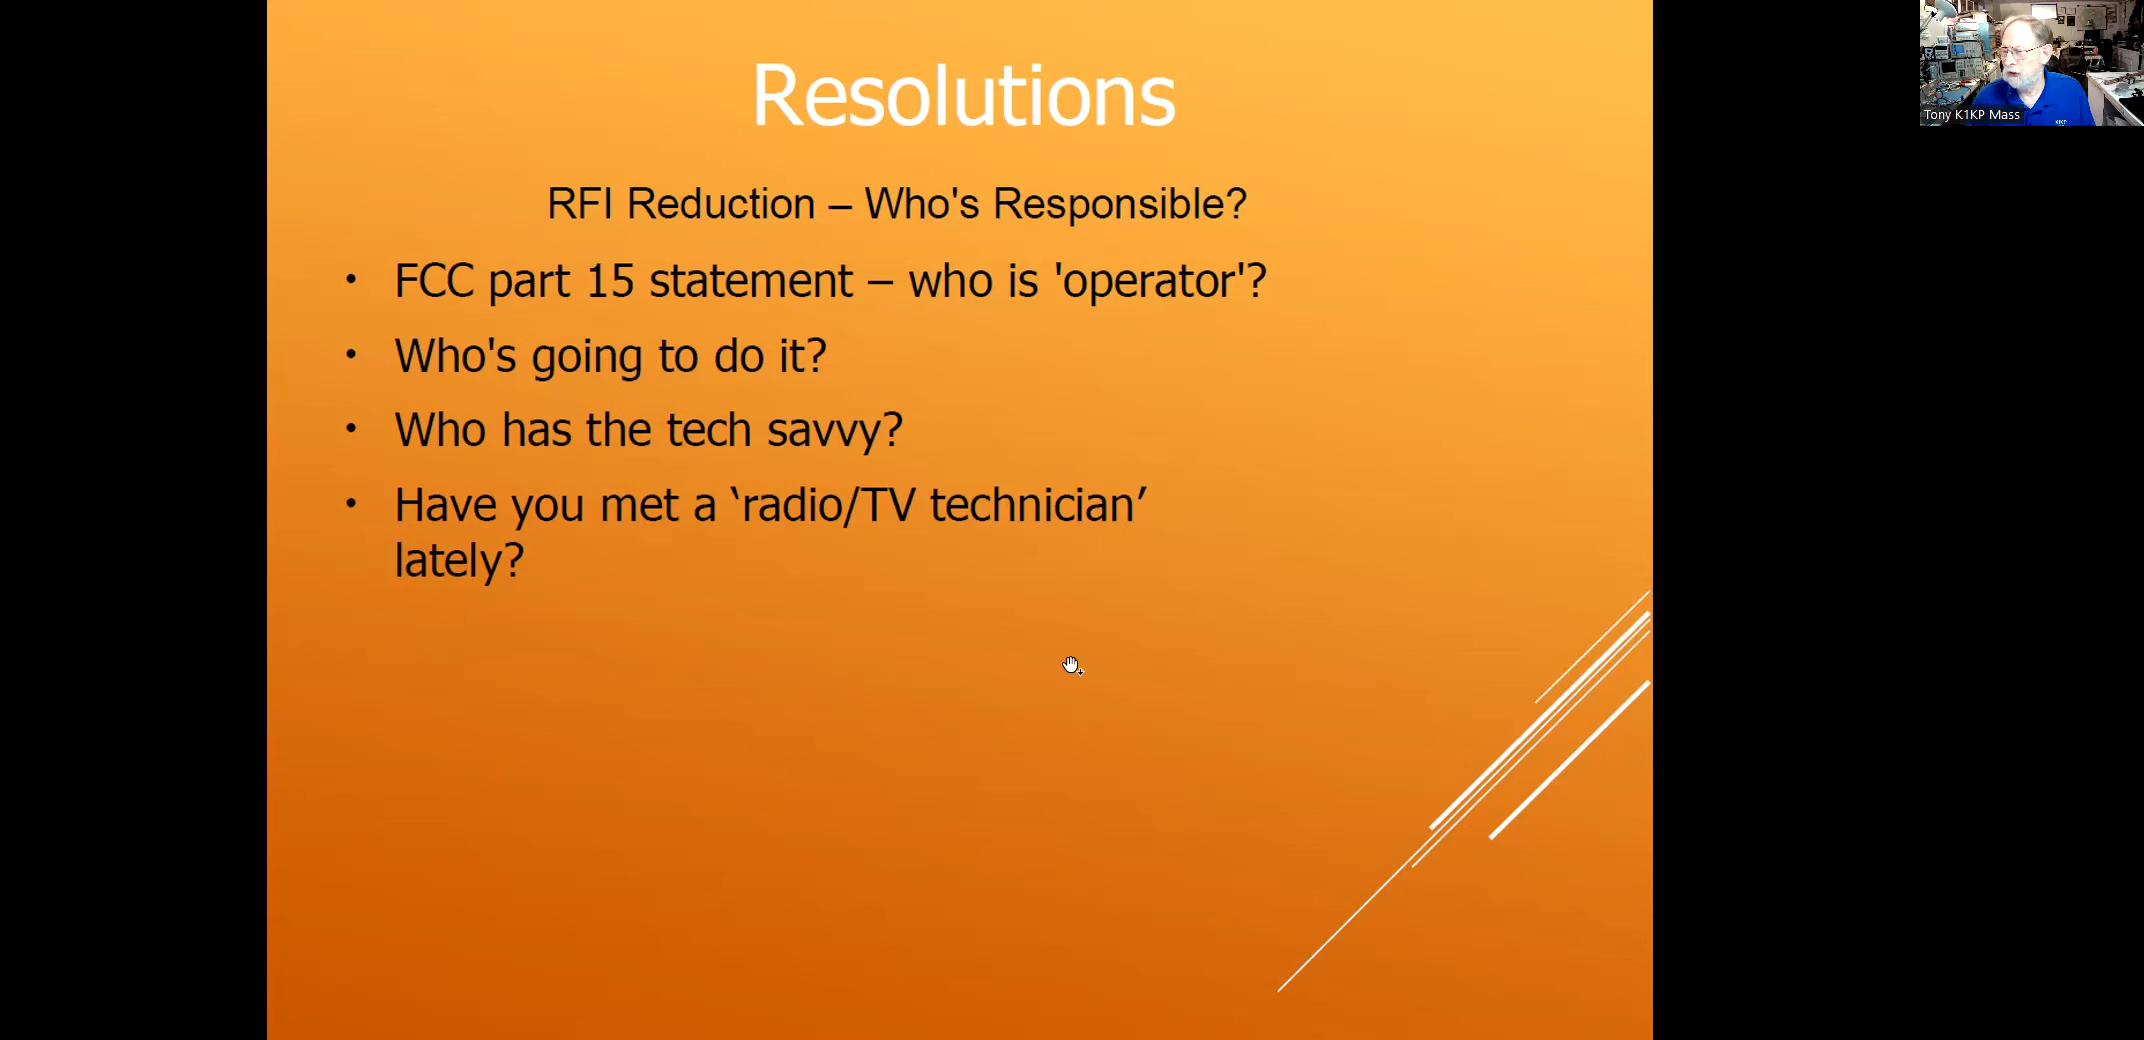 Resolutions
RFI Reduction – Who's Responsible?
• FCC part 15 statement – who is 'operator'?
• Who's going to do it?
• Who has the tech savvy?
• Have you met a ‘radio/TV technician’
lately?
Tony K1KP Mass
K1KP